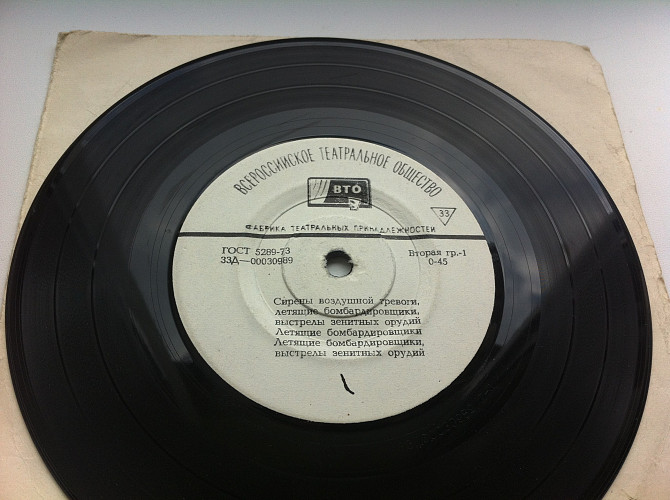 ВСЕРОССИЙСКОЕ ТЕАТРАЛЬНОЕ ОБЩЕСТВО
ВТО
33
ФАБРИКА ТЕАТРАЛЬНЫХ ПРИНАДЛЕЖНОСТЕЙ
ГОСТ 5289-73
33Д—00030989
Вторая гр.-1
0-45
Сирены воздушной тревоги,
летящие бомбардировщики,
выстрелы зенитных орудий
Летящие бомбардировщики
Летящие бомбардировщики,
выстрелы зенитных орудий